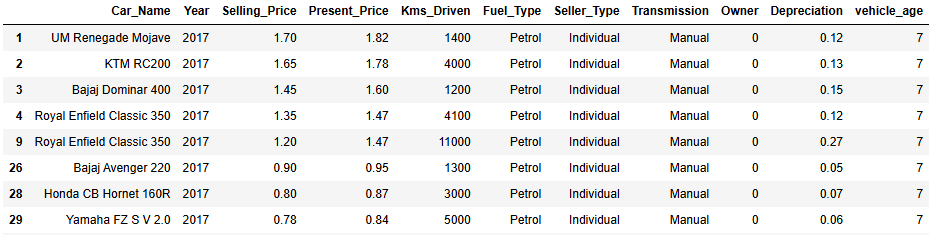 Car_Name Year Selling_Price Present_Price Kms_Driven Fuel_Type Seller_Type Transmission Owner Depreciation vehicle_age
1 UM Renegade Mojave 2017 1.70 1.82 1400 Petrol Individual Manual 0 0.12 7
2 KTM RC200 2017 1.65 1.78 4000 Petrol Individual Manual 0 0.13 7
3 Bajaj Dominar 400 2017 1.45 1.60 1200 Petrol Individual Manual 0 0.15 7
4 Royal Enfield Classic 350 2017 1.35 1.47 4100 Petrol Individual Manual 0 0.12 7
9 Royal Enfield Classic 350 2017 1.20 1.47 11000 Petrol Individual Manual 0 0.27 7
26 Bajaj Avenger 220 2017 0.90 0.95 1300 Petrol Individual Manual 0 0.05 7
28 Honda CB Hornet 160R 2017 0.80 0.87 3000 Petrol Individual Manual 0 0.07 7
29 Yamaha FZ S V 2.0 2017 0.78 0.84 5000 Petrol Individual Manual 0 0.06 7